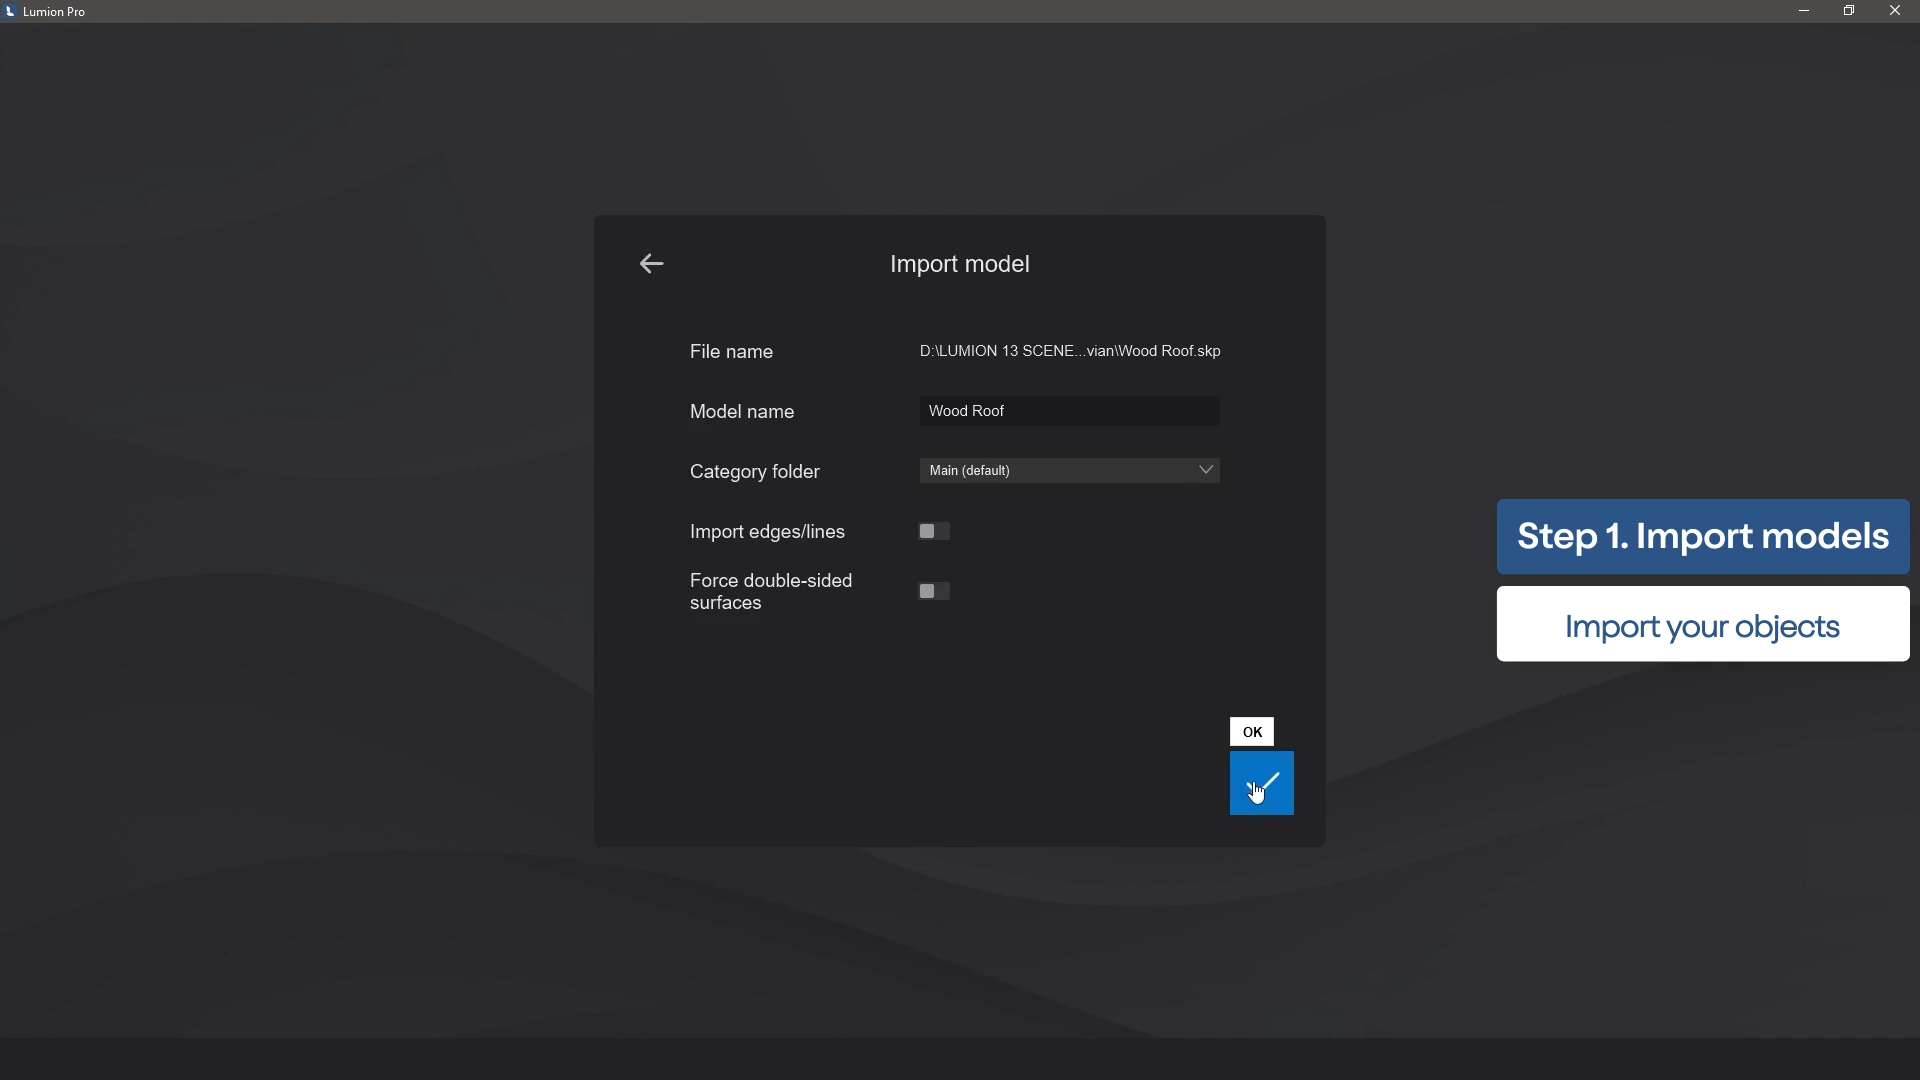 Lumion Pro
Import model
File name
D:\LUMION 13 SCENE...vian\Wood Roof.skp
Model name
Wood Roof
Category folder
Main (default)
Import edges/lines
Force double-sided
surfaces
OK
Step 1. Import models
Import your objects